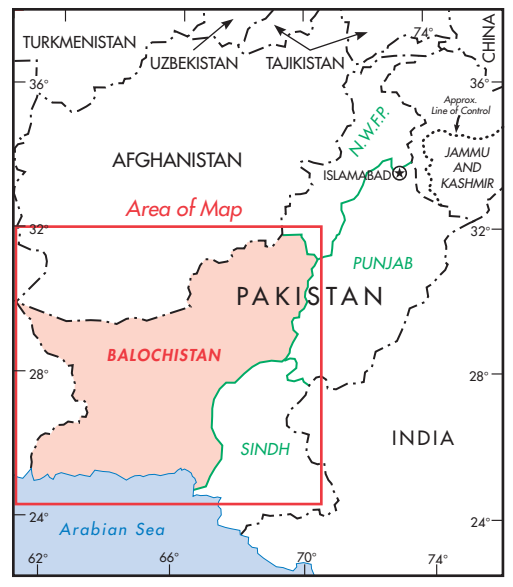 74°
CHINA
TURKMENISTAN
UZBEKISTAN
TAJIKISTAN
36°
36°
Approx.
Line of Control
N.W.F.P.
AFGHANISTAN
JAMMU
AND
KASHMIR
ISLAMABAD
Area of Map
32°
32°
PUNJAB
PAKISTAN
BALOCHISTAN
28°
28°
INDIA
SINDH
24°
24°
Arabian Sea
62°
66°
70°
74°